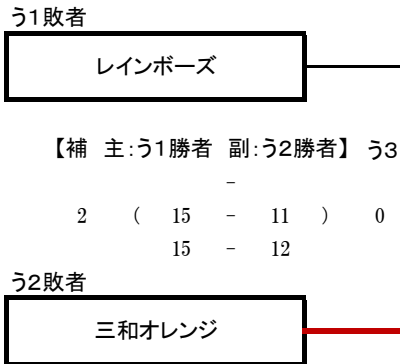 う1敗者
レインボーズ
【補 主:う1勝者 副:う2勝者】 う3
-
2 ( 15 - 11 ) 0
15 - 12
う2敗者
三和オレンジ